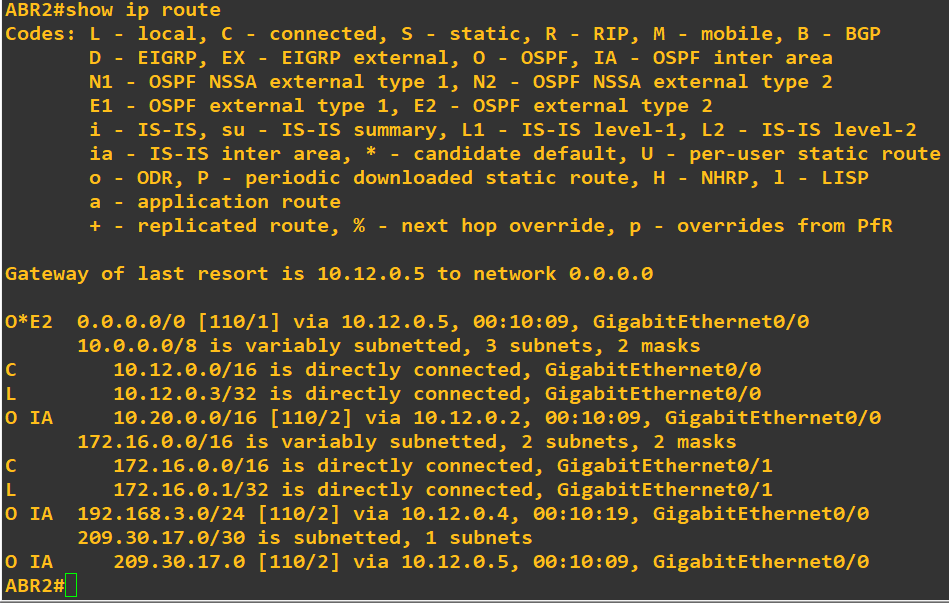 ABR2#show ip route
Codes: L - local, C - connected, S - static, R - RIP, M - mobile, B - BGP
       D - EIGRP, EX - EIGRP external, O - OSPF, IA - OSPF inter area
       N1 - OSPF NSSA external type 1, N2 - OSPF NSSA external type 2
       E1 - OSPF external type 1, E2 - OSPF external type 2
       i - IS-IS, su - IS-IS summary, L1 - IS-IS level-1, L2 - IS-IS level-2
       ia - IS-IS inter area, * - candidate default, U - per-user static route
       o - ODR, P - periodic downloaded static route, H - NHRP, l - LISP
       a - application route
       + - replicated route, % - next hop override, p - overrides from PfR
Gateway of last resort is 10.12.0.5 to network 0.0.0.0
O*E2  0.0.0.0/0 [110/1] via 10.12.0.5, 00:10:09, GigabitEthernet0/0
      10.0.0.0/8 is variably subnetted, 3 subnets, 2 masks
C        10.12.0.0/16 is directly connected, GigabitEthernet0/0
L        10.12.0.3/32 is directly connected, GigabitEthernet0/0
O IA     10.20.0.0/16 [110/2] via 10.12.0.2, 00:10:09, GigabitEthernet0/0
      172.16.0.0/16 is variably subnetted, 2 subnets, 2 masks
C        172.16.0.0/16 is directly connected, GigabitEthernet0/1
L        172.16.0.1/32 is directly connected, GigabitEthernet0/1
O IA  192.168.3.0/24 [110/2] via 10.12.0.4, 00:10:19, GigabitEthernet0/0
      209.30.17.0/30 is subnetted, 1 subnets
O IA     209.30.17.0 [110/2] via 10.12.0.5, 00:10:09, GigabitEthernet0/0
ABR2#